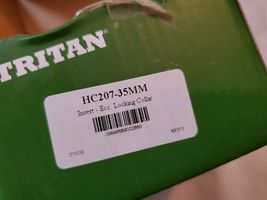 TRITAN
HC207-35MM
Insert - Ecc. Locking Collar